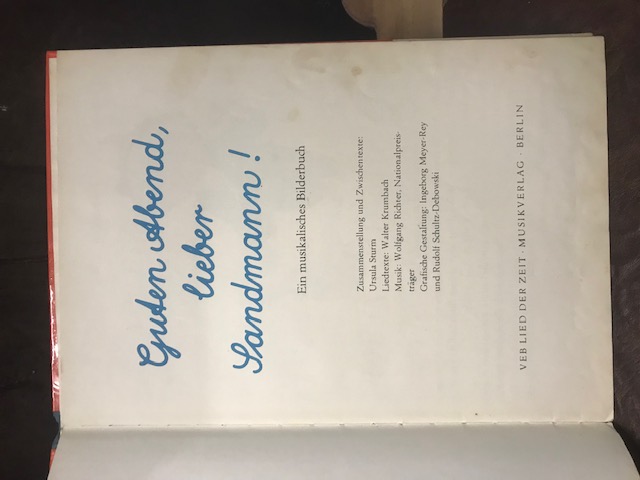 Guten Abend,
lieber
Sandmann!
Ein musikalisches Bilderbuch
Zusammenstellung und Zwischentexte:
Ursula Sturm
Liedtexte: Walter Krumbach
Musik: Wolfgang Richter, Nationalpreis-
träger
Grafische Gestaltung: Ingeborg Meyer-Rey
und Rudolf Schultz-Debowski
VEB LIED DER ZEIT · MUSIKVERLAG · BERLIN